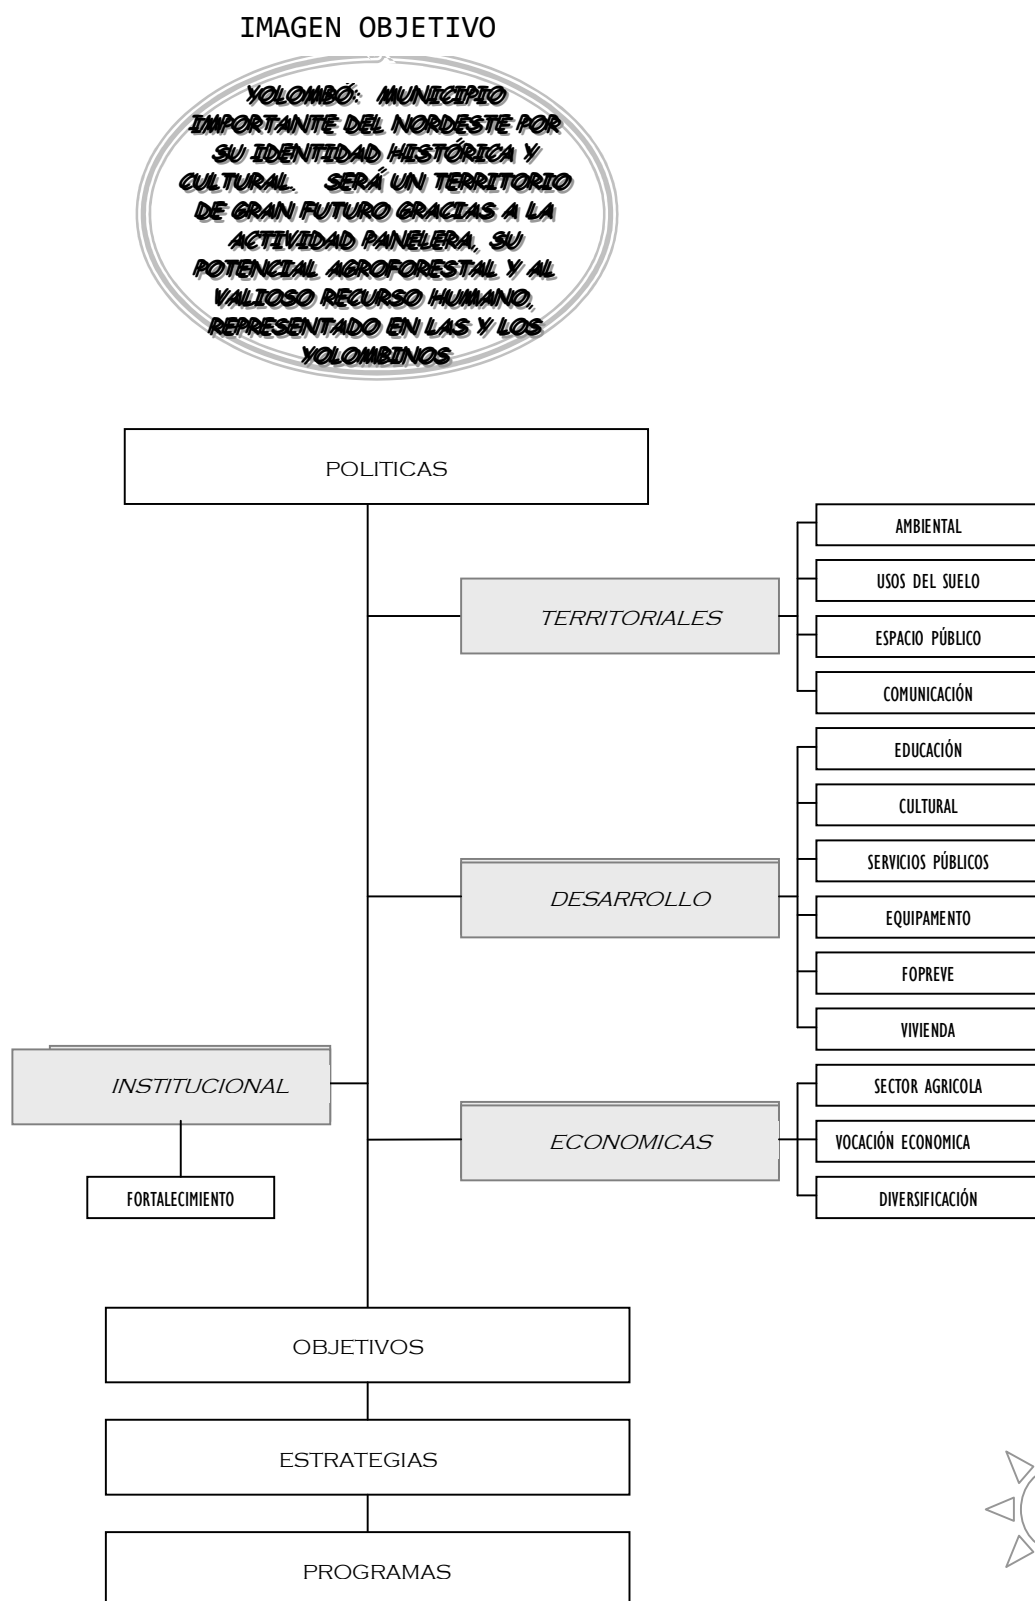 IMAGEN OBJETIVO
YOLOMBÓ: MUNICIPIO
IMPORTANTE DEL NORDESTE POR
SU IDENTIDAD HISTÓRICA Y
CULTURAL. SERÁ UN TERRITORIO
DE GRAN FUTURO GRACIAS A LA
ACTIVIDAD PANELERA, SU
POTENCIAL AGROFORESTAL Y AL
VALIOSO RECURSO HUMANO,
REPRESENTADO EN LAS Y LOS
YOLOMBINOS
POLITICAS
TERRITORIALES
AMBIENTAL
USOS DEL SUELO
ESPACIO PÚBLICO
COMUNICACIÓN
DESARROLLO
EDUCACIÓN
CULTURAL
SERVICIOS PÚBLICOS
EQUIPAMENTO
FOPREVE
VIVIENDA
INSTITUCIONAL
FORTALECIMIENTO
ECONOMICAS
SECTOR AGRICOLA
VOCACIÓN ECONOMICA
DIVERSIFICACIÓN
OBJETIVOS
ESTRATEGIAS
PROGRAMAS